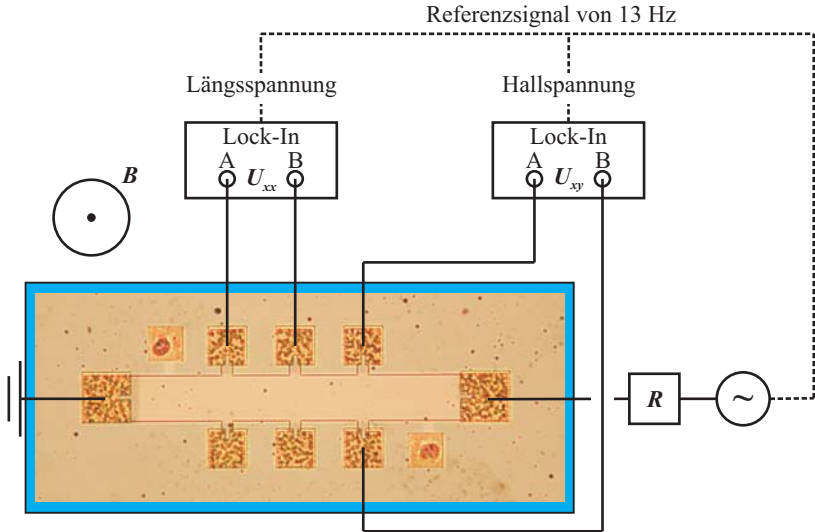 Referenzsignal von 13 Hz
Längsspannung
Hallspannung
Lock-In
A B
U_xx
Lock-In
A B
U_xy
B
R
~